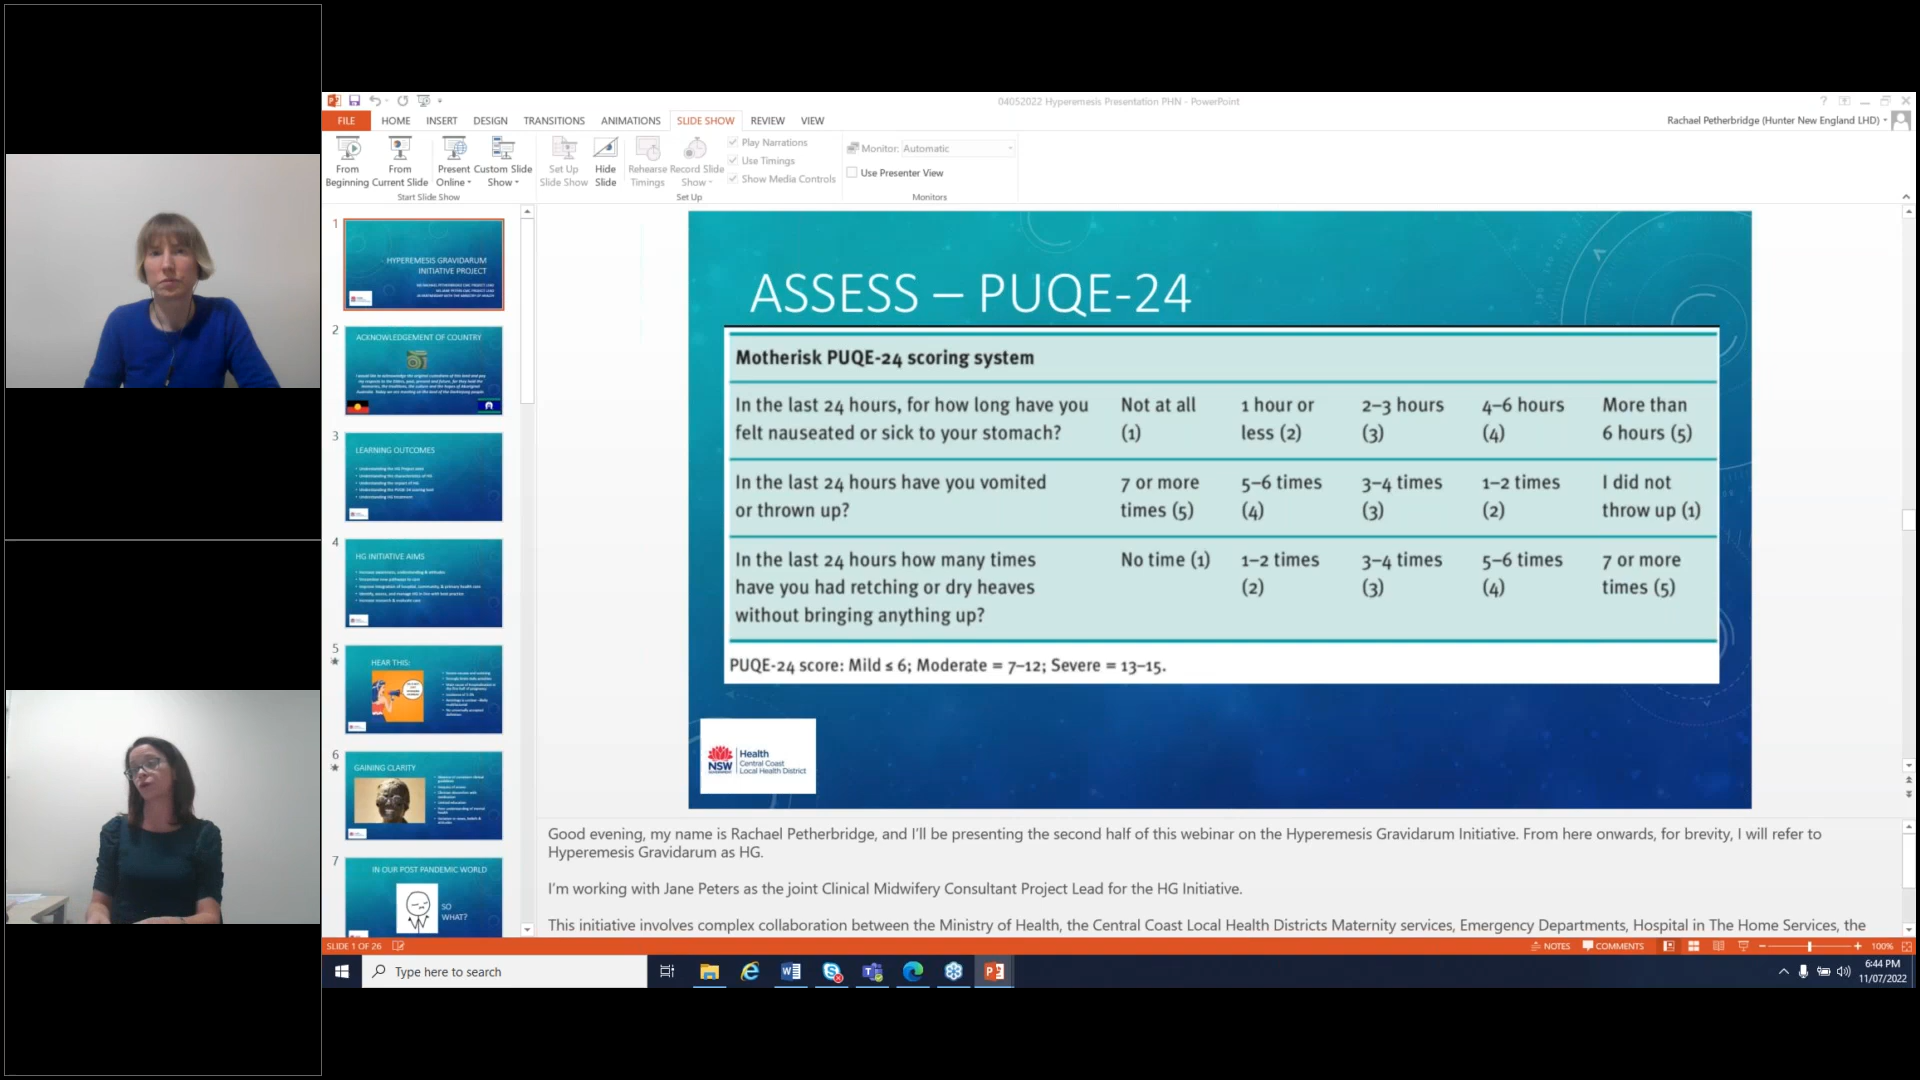 04052022 Hyperemesis Presentation PHN - PowerPoint
FILE HOME INSERT DESIGN TRANSITIONS ANIMATIONS SLIDE SHOW REVIEW VIEW
Rachael Petherbridge (Hunter New England LHD)
From Beginning
From Current Slide
Present Online
Custom Slide Show
Start Slide Show
Set Up Slide Show
Hide Slide
Rehearse Timings
Record Slide Show
Play Narrations
Use Timings
Show Media Controls
Set Up
Monitor: Automatic
Use Presenter View
Monitors
1
HYPEREMESIS GRAVIDARUM
INITIATIVE PROJECT
2
ACKNOWLEDGEMENT OF COUNTRY
3
LEARNING OUTCOMES
4
HG INITIATIVE AIMS
5
HEAR THIS:
6
GAINING CLARITY
7
IN OUR POST PANDEMIC WORLD
SO
WHAT?
ASSESS – PUQE-24
Motherisk PUQE-24 scoring system
In the last 24 hours, for how long have you Not at all 1 hour or 2–3 hours 4–6 hours More than
felt nauseated or sick to your stomach? (1) less (2) (3) (4) 6 hours (5)
In the last 24 hours have you vomited 7 or more 5–6 times 3–4 times 1–2 times I did not
or thrown up? times (5) (4) (3) (2) throw up (1)
In the last 24 hours how many times No time (1) 1–2 times 3–4 times 5–6 times 7 or more
have you had retching or dry heaves (2) (3) (4) times (5)
without bringing anything up?
PUQE-24 score: Mild ≤ 6; Moderate = 7–12; Severe = 13–15.
NSW
GOVERNMENT
Health
Central Coast
Local Health District
Good evening, my name is Rachael Petherbridge, and I'll be presenting the second half of this webinar on the Hyperemesis Gravidarum Initiative. From here onwards, for brevity, I will refer to
Hyperemesis Gravidarum as HG.
I'm working with Jane Peters as the joint Clinical Midwifery Consultant Project Lead for the HG Initiative.
This initiative involves complex collaboration between the Ministry of Health, the Central Coast Local Health Districts Maternity services, Emergency Departments, Hospital in The Home Services, the
SLIDE 1 OF 26
NOTES COMMENTS 100%
Type here to search
6:44 PM
11/07/2022